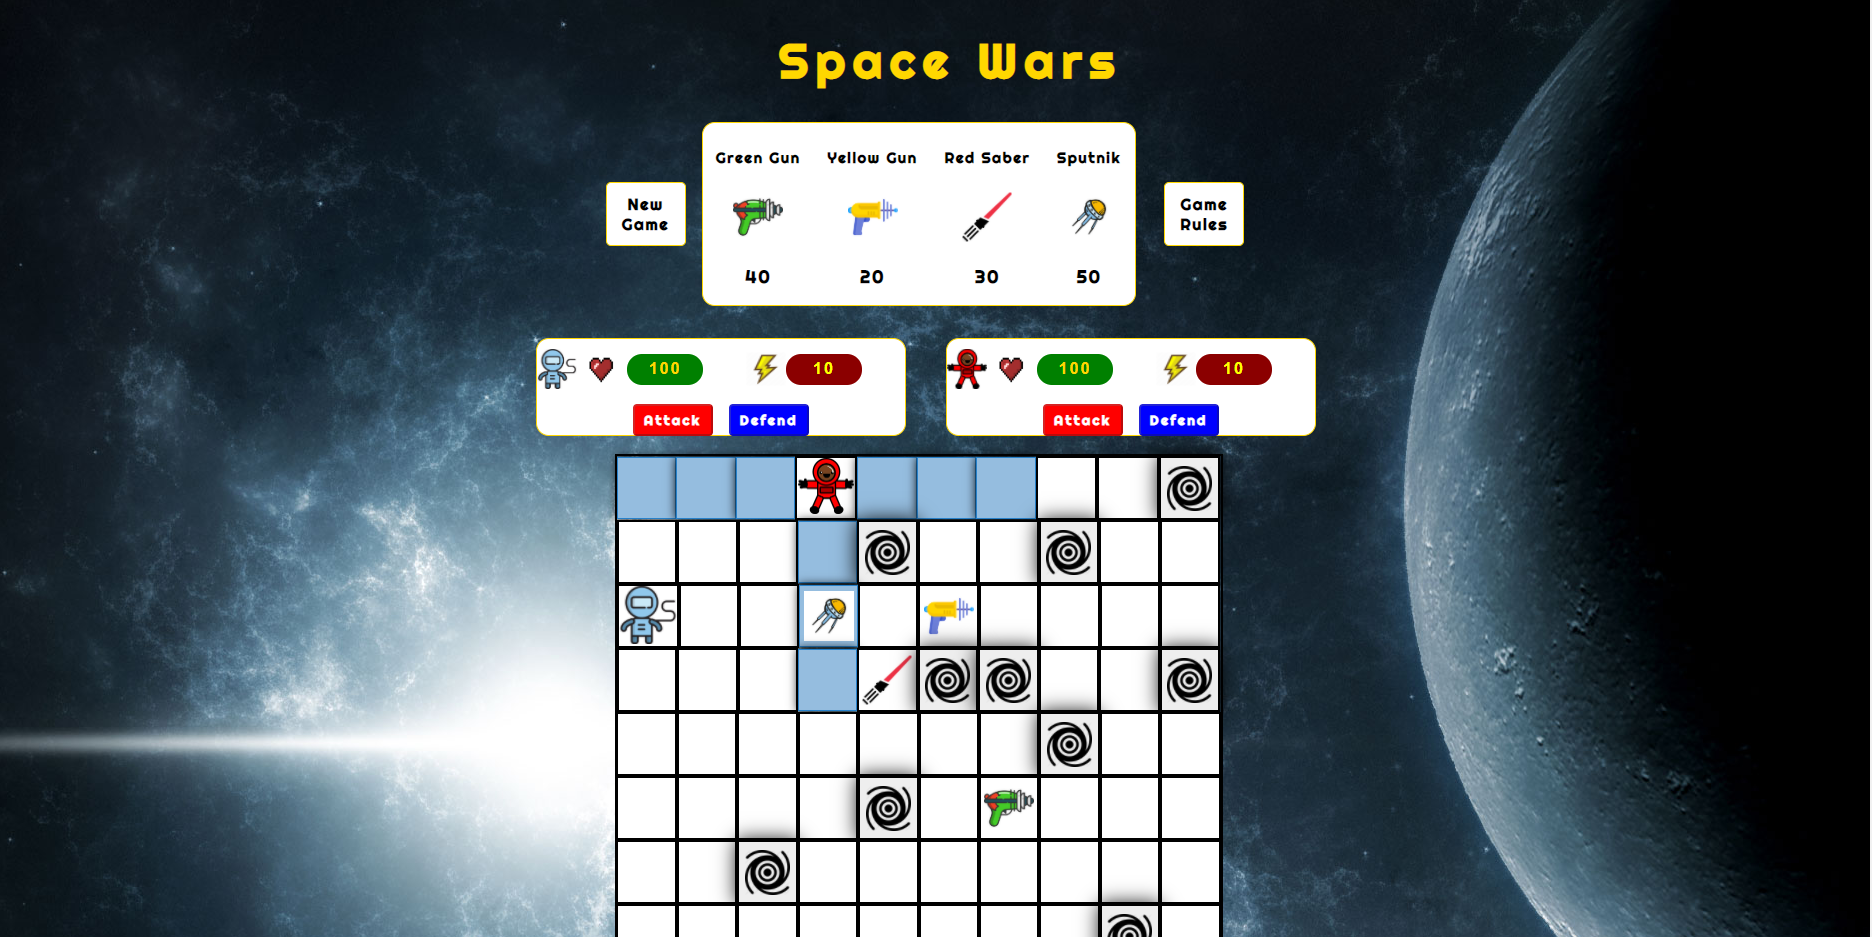 Space Wars
Green Gun Yellow Gun Red Saber Sputnik
New
Game
Game
Rules
40 20 30 50
100 10
Attack Defend
100 10
Attack Defend